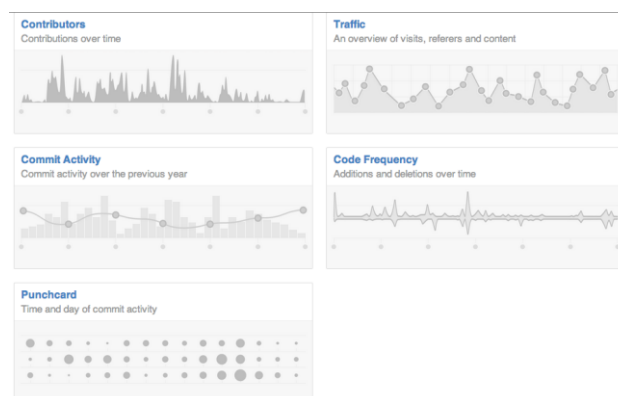 Contributors
Contributions over time
Traffic
An overview of visits, referers and content
Commit Activity
Commit activity over the previous year
Code Frequency
Additions and deletions over time
Punchcard
Time and day of commit activity